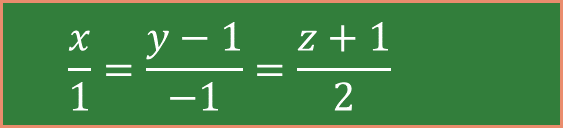 x/1 = (y − 1)/−1 = (z + 1)/2